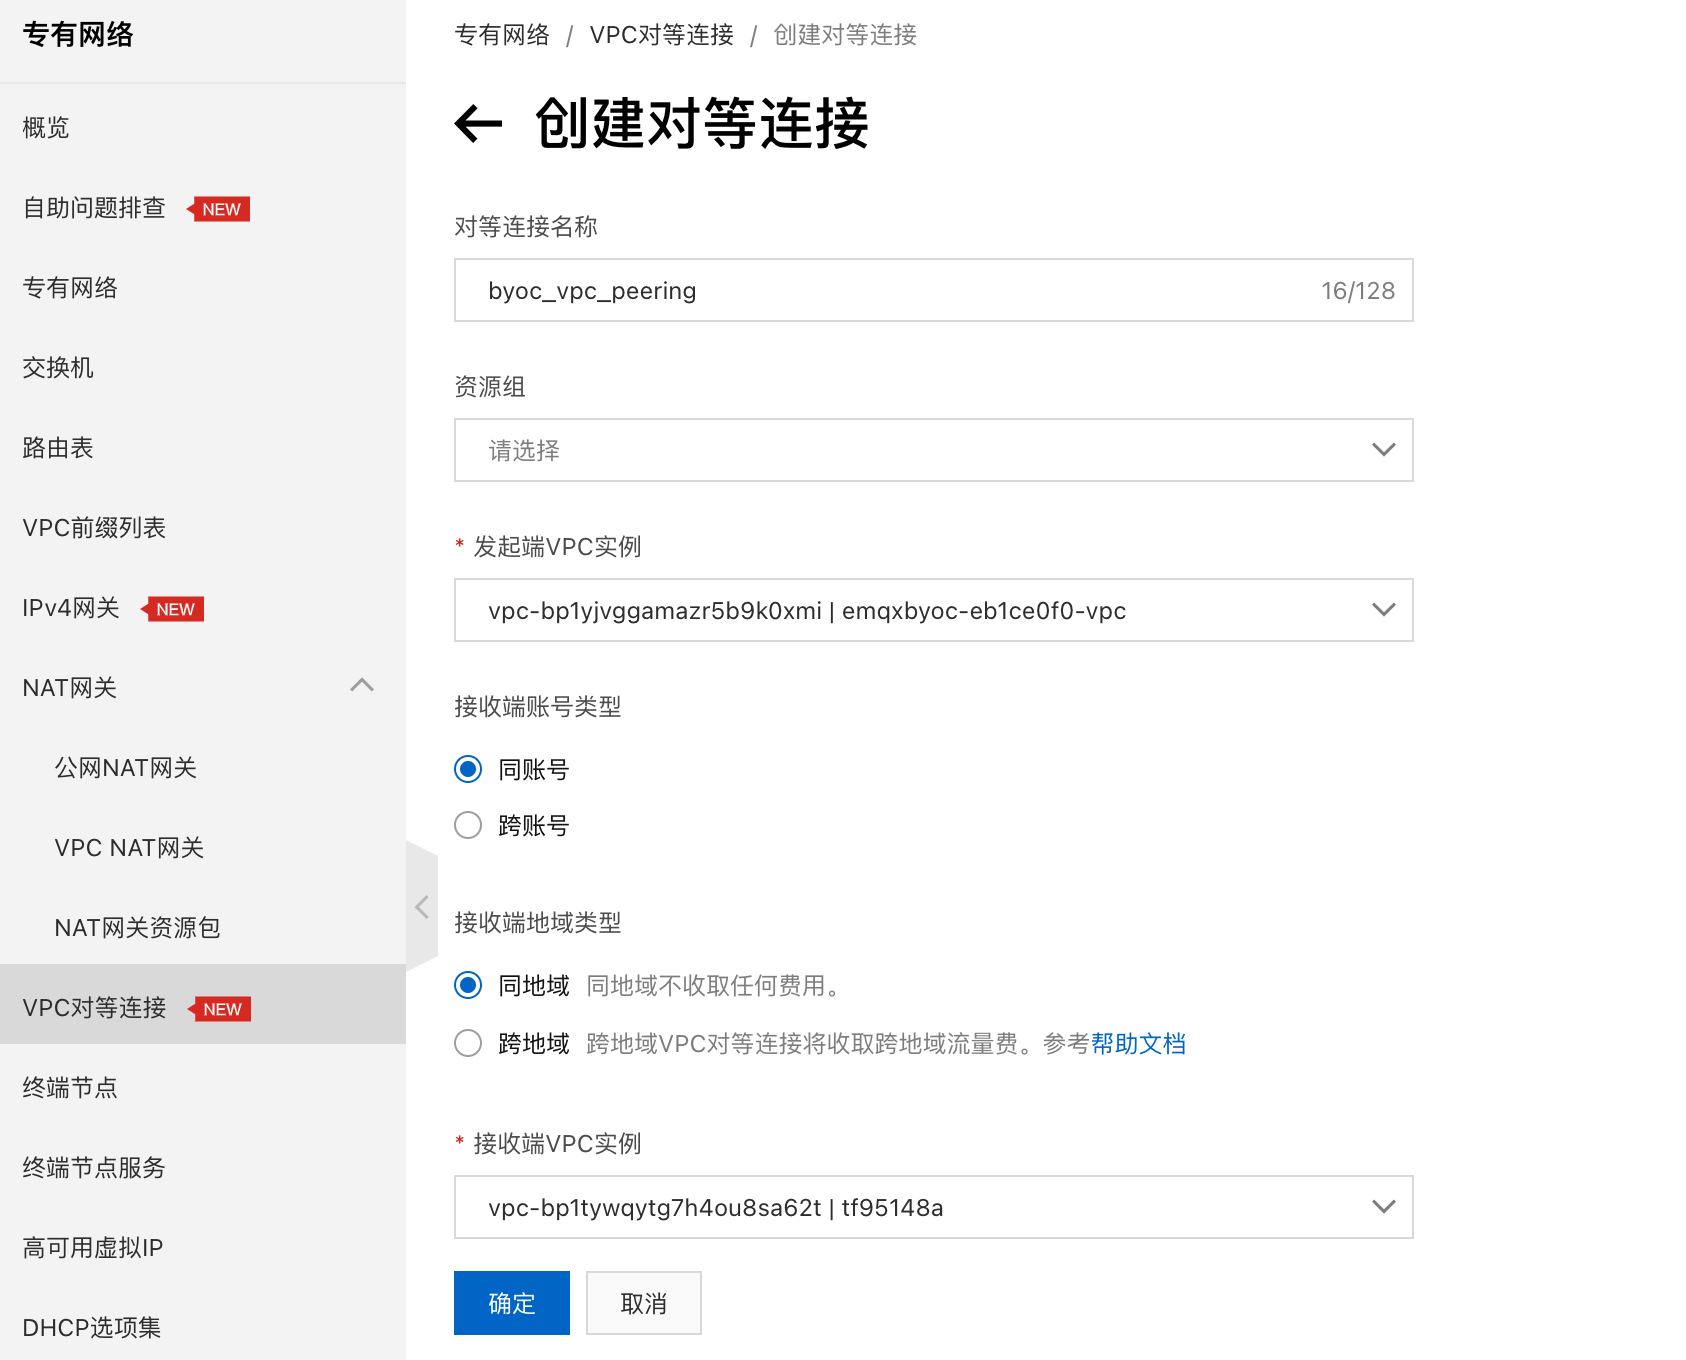 专有网络
概览
自助问题排查 NEW
专有网络
交换机
路由表
VPC前缀列表
IPv4网关 NEW
NAT网关
公网NAT网关
VPC NAT网关
NAT网关资源包
VPC对等连接 NEW
终端节点
终端节点服务
高可用虚拟IP
DHCP选项集
专有网络 / VPC对等连接 / 创建对等连接
创建对等连接
对等连接名称
byoc_vpc_peering 16/128
资源组
请选择
* 发起端VPC实例
vpc-bp1yjvggamazr5b9k0xmi | emqxbyoc-eb1ce0f0-vpc
接收端账号类型
同账号
跨账号
接收端地域类型
同地域 同地域不收取任何费用。
跨地域 跨地域VPC对等连接将收取跨地域流量费。参考帮助文档
* 接收端VPC实例
vpc-bp1tywqytg7h4ou8sa62t | tf95148a
确定 取消